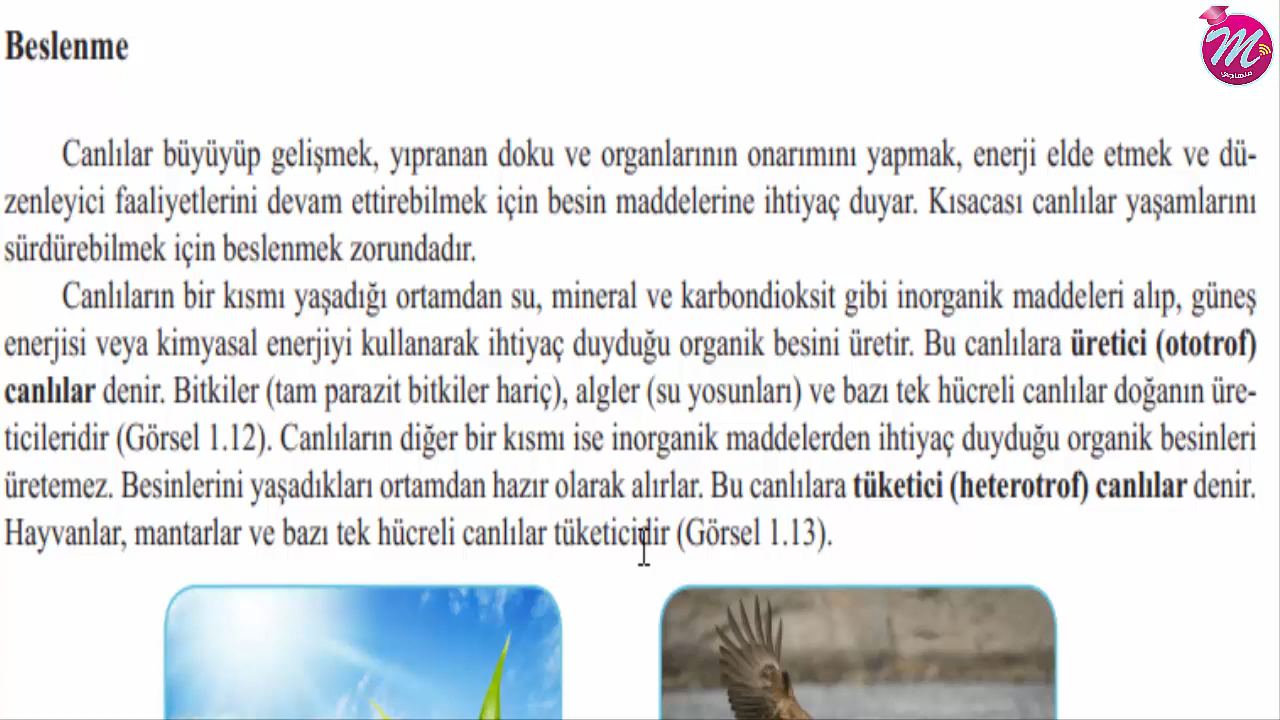 Beslenme
Canlılar büyüyüp gelişmek, yıpranan doku ve organlarının onarımını yapmak, enerji elde etmek ve dü-
zenleyici faaliyetlerini devam ettirebilmek için besin maddelerine ihtiyaç duyar. Kısacası canlılar yaşamlarını
sürdürebilmek için beslenmek zorundadır.
Canlıların bir kısmı yaşadığı ortamdan su, mineral ve karbondioksit gibi inorganik maddeleri alıp, güneş
enerjisi veya kimyasal enerjiyi kullanarak ihtiyaç duyduğu organik besini üretir. Bu canlılara üretici (ototrof)
canlılar denir. Bitkiler (tam parazit bitkiler hariç), algler (su yosunları) ve bazı tek hücreli canlılar doğanın üre-
ticileridir (Görsel 1.12). Canlıların diğer bir kısmı ise inorganik maddelerden ihtiyaç duyduğu organik besinleri
üretemez. Besinlerini yaşadıkları ortamdan hazır olarak alırlar. Bu canlılara tüketici (heterotrof) canlılar denir.
Hayvanlar, mantarlar ve bazı tek hücreli canlılar tüketicidir (Görsel 1.13).
M
منهاجي